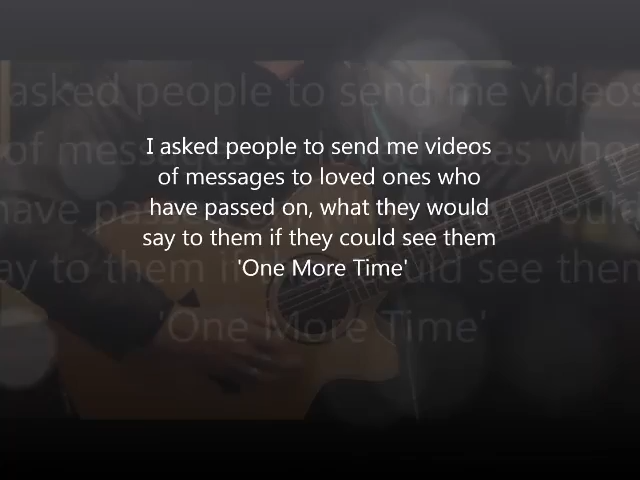 I asked people to send me videos
of messages to loved ones who
have passed on, what they would
say to them if they could see them
'One More Time'